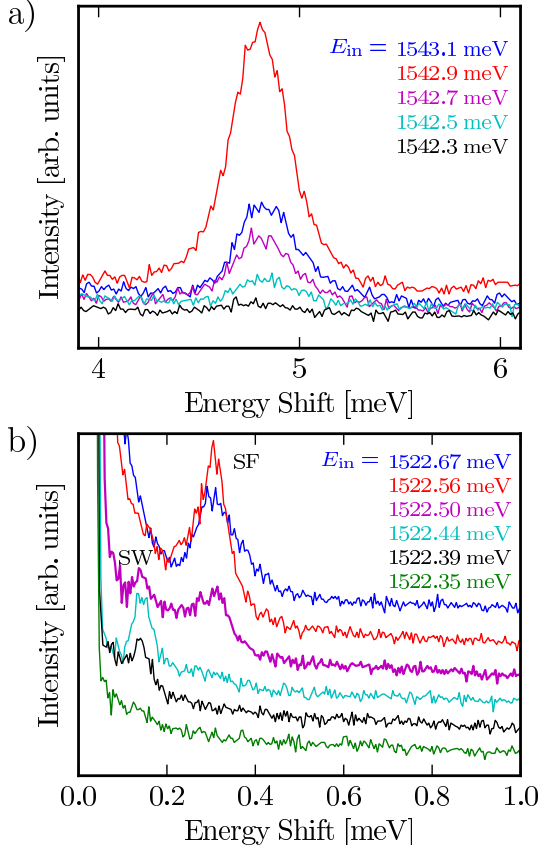 a)
E_in = 1543.1 meV
1542.9 meV
1542.7 meV
1542.5 meV
1542.3 meV
Intensity [arb. units]
4 5 6
Energy Shift [meV]
b)
SF
SW
E_in = 1522.67 meV
1522.56 meV
1522.50 meV
1522.44 meV
1522.39 meV
1522.35 meV
Intensity [arb. units]
0.0 0.2 0.4 0.6 0.8 1.0
Energy Shift [meV]